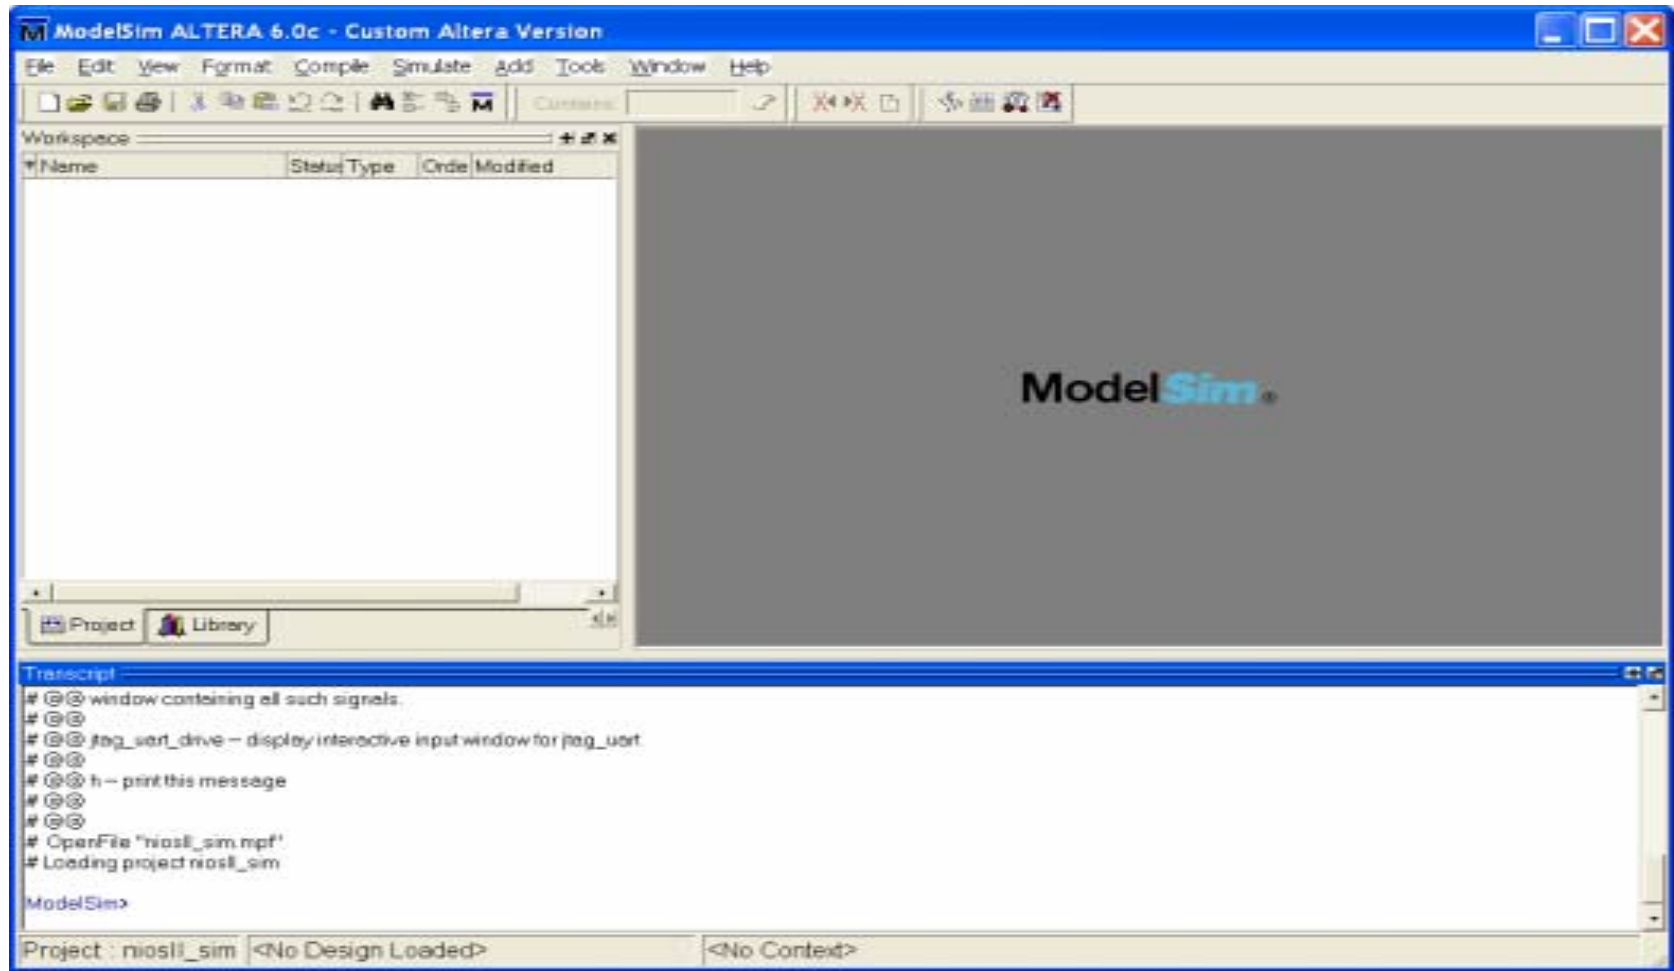 ModelSim ALTERA 6.0c - Custom Altera Version
File Edit View Format Compile Simulate Add Tools Window Help
Contains:
Workspace
Name Status Type Orde Modified
ModelSim®
Project Library
Transcript
# @@ window containing all such signals.
# @@
# @@ jtag_uart_drive -- display interactive input window for jtag_uart
# @@
# @@ h -- print this message
# @@
# @@
# OpenFile "niosII_sim.mpf"
# Loading project niosII_sim
ModelSim>
Project : niosII_sim <No Design Loaded> <No Context>